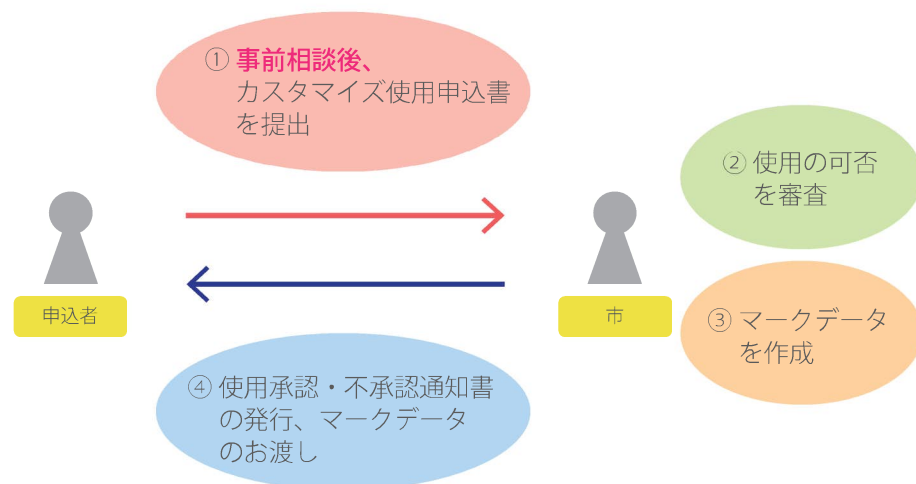 ① 事前相談後、
カスタマイズ使用申込書
を提出
② 使用の可否
を審査
申込者
市
③ マークデータ
を作成
④ 使用承認・不承認通知書
の発行、マークデータ
のお渡し